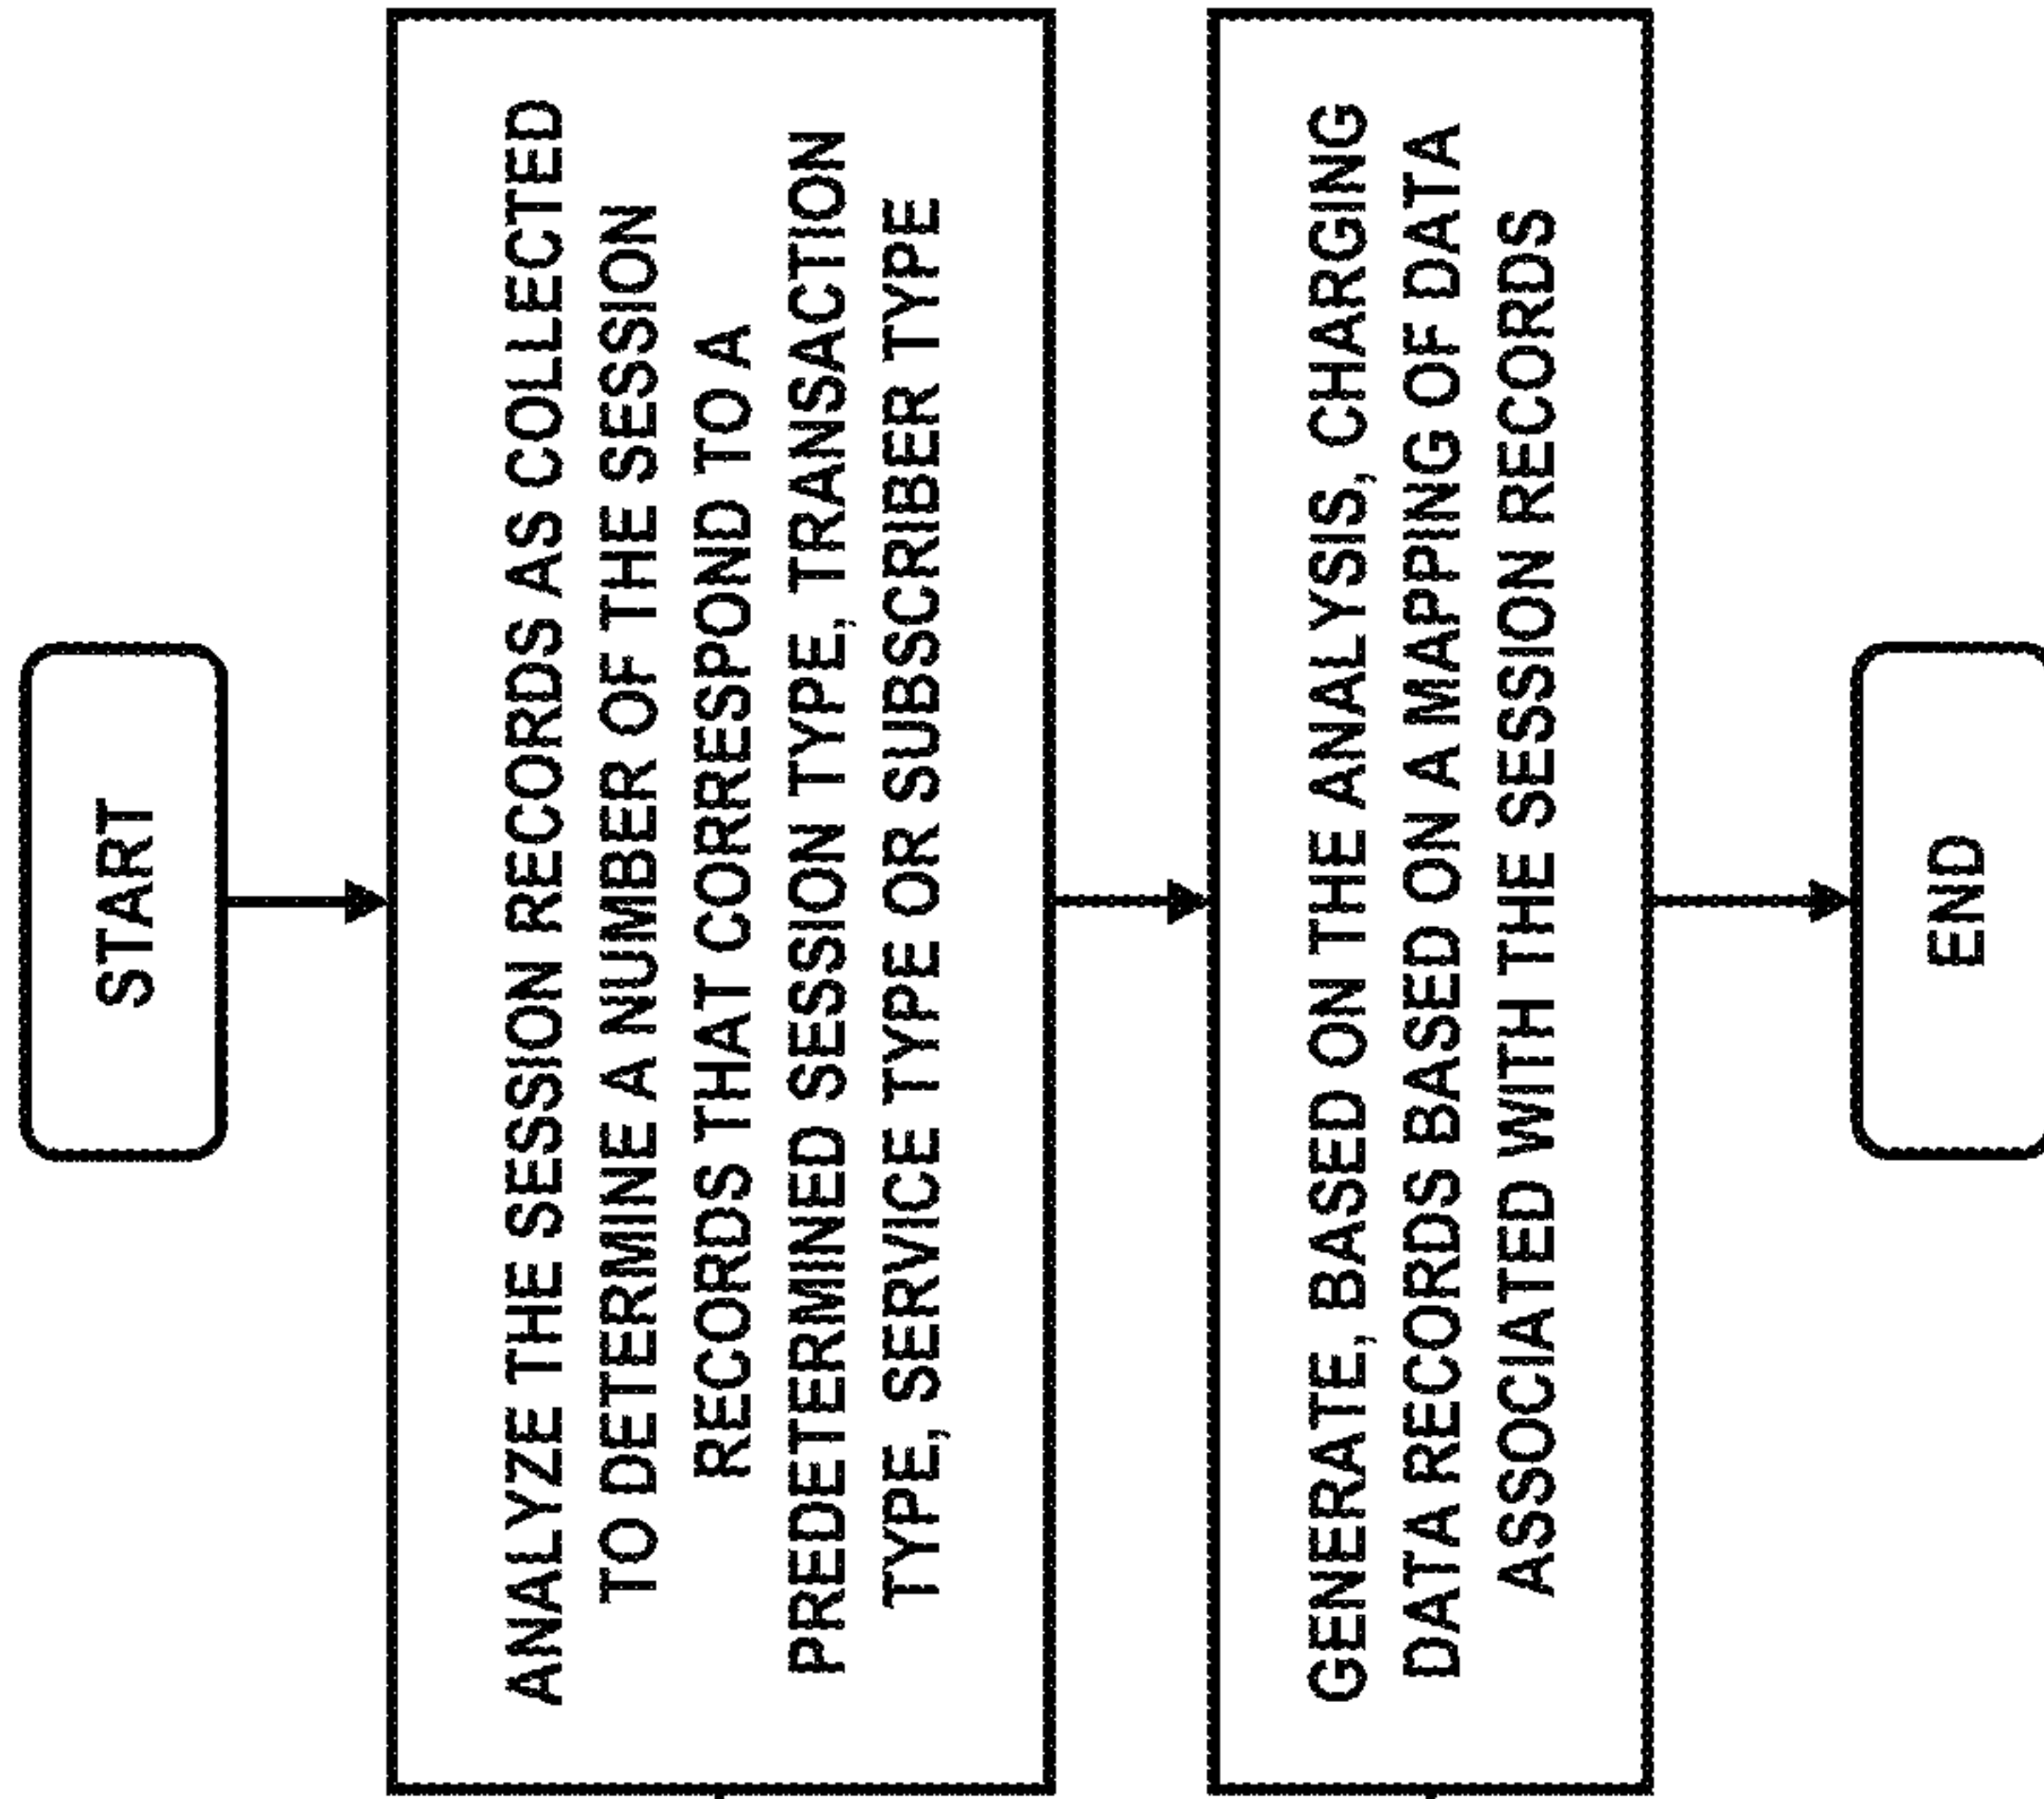 START
ANALYZE THE SESSION RECORDS AS COLLECTED
TO DETERMINE A NUMBER OF THE SESSION
RECORDS THAT CORRESPOND TO A
PREDETERMINED SESSION TYPE, TRANSACTION
TYPE, SERVICE TYPE OR SUBSCRIBER TYPE
GENERATE, BASED ON THE ANALYSIS, CHARGING
DATA RECORDS BASED ON A MAPPING OF DATA
ASSOCIATED WITH THE SESSION RECORDS
END